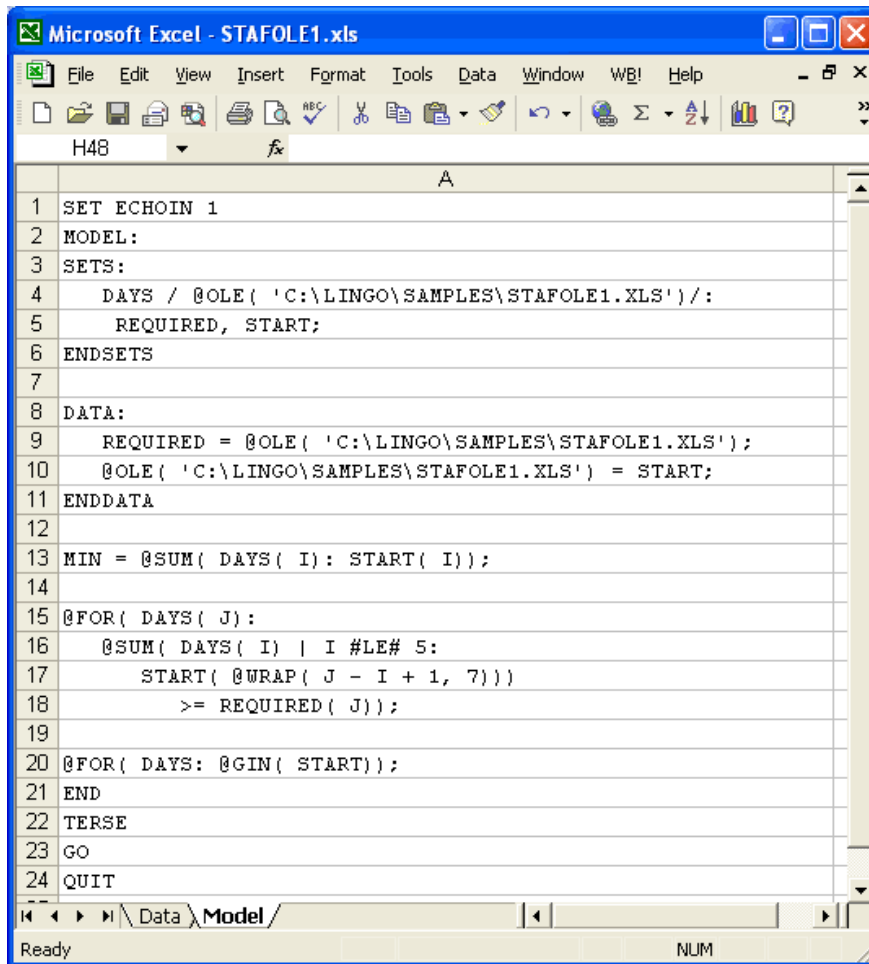 Microsoft Excel - STAFOLE1.xls
File Edit View Insert Format Tools Data Window WB! Help
ABC Σ A Z ?
H48 fx
A
1 SET ECHOIN 1
2 MODEL:
3 SETS:
4 DAYS / @OLE( 'C:\LINGO\SAMPLES\STAFOLE1.XLS')/:
5 REQUIRED, START;
6 ENDSETS
7
8 DATA:
9 REQUIRED = @OLE( 'C:\LINGO\SAMPLES\STAFOLE1.XLS');
10 @OLE( 'C:\LINGO\SAMPLES\STAFOLE1.XLS') = START;
11 ENDDATA
12
13 MIN = @SUM( DAYS( I): START( I));
14
15 @FOR( DAYS( J):
16 @SUM( DAYS( I) | I #LE# 5:
17 START( @WRAP( J - I + 1, 7)))
18 >= REQUIRED( J));
19
20 @FOR( DAYS: @GIN( START));
21 END
22 TERSE
23 GO
24 QUIT
Data Model
Ready NUM